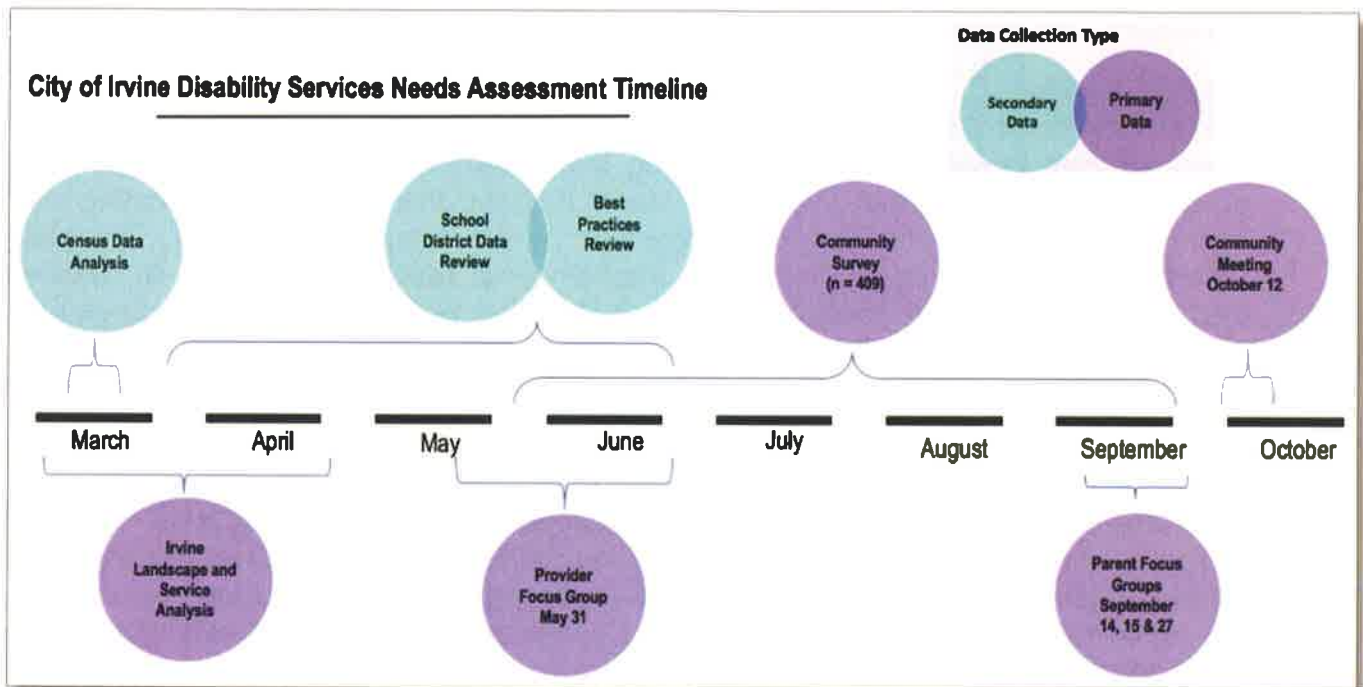 Data Collection Type
City of Irvine Disability Services Needs Assessment Timeline
Secondary
Data
Primary
Data
Census Data
Analysis
School
District Data
Review
Best
Practices
Review
Community
Survey
(n = 409)
Community
Meeting
October 12
March
April
May
June
July
August
September
October
Irvine
Landscape and
Service
Analysis
Provider
Focus Group
May 31
Parent Focus
Groups
September
14, 15 & 27